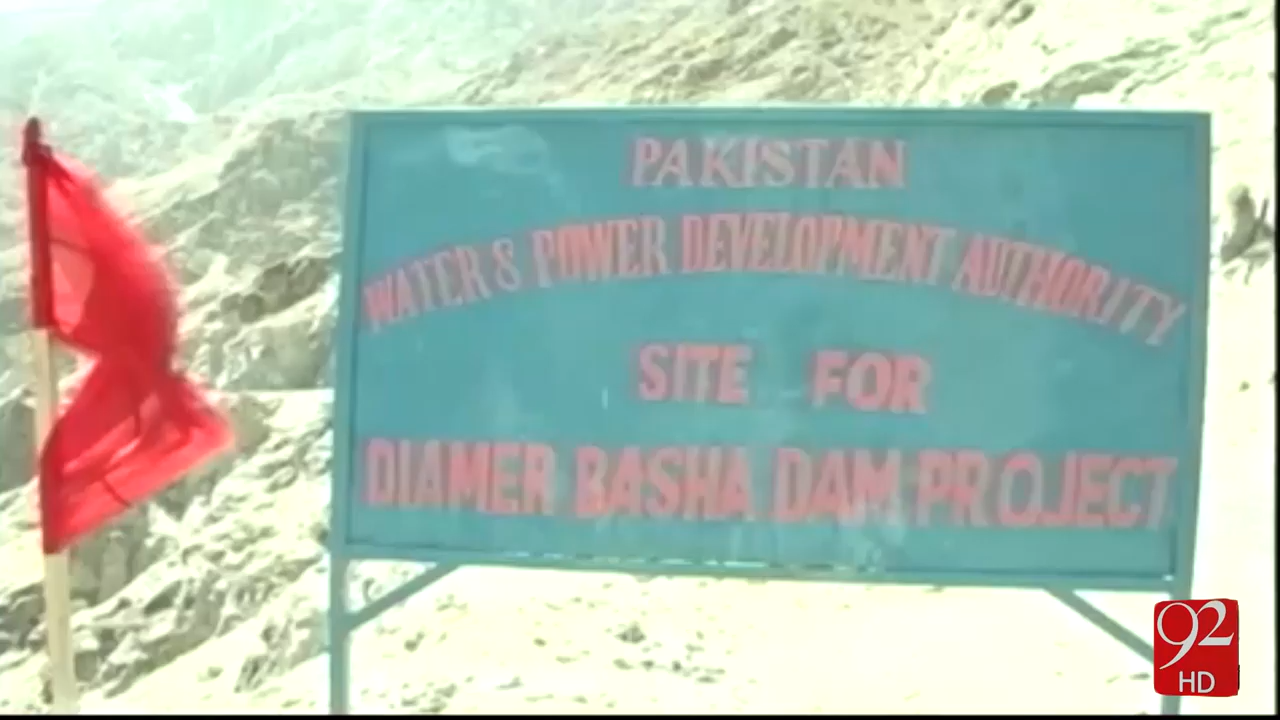 PAKISTAN
WATER & POWER DEVELOPMENT AUTHORITY
SITE FOR
DIAMER BASHA DAM PROJECT
92
HD